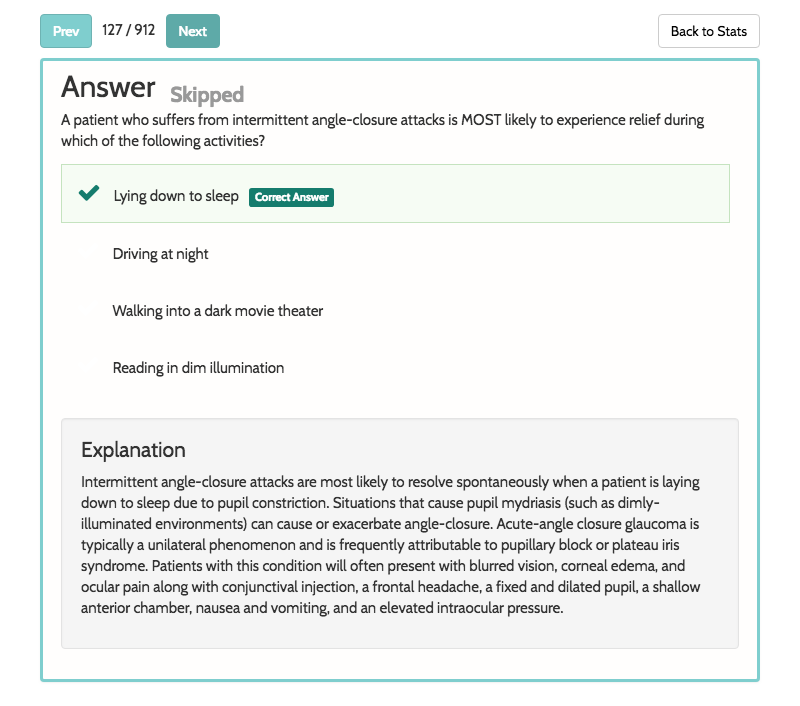 Prev 127 / 912 Next Back to Stats
Answer Skipped
A patient who suffers from intermittent angle-closure attacks is MOST likely to experience relief during
which of the following activities?
Lying down to sleep Correct Answer
Driving at night
Walking into a dark movie theater
Reading in dim illumination
Explanation
Intermittent angle-closure attacks are most likely to resolve spontaneously when a patient is laying
down to sleep due to pupil constriction. Situations that cause pupil mydriasis (such as dimly-
illuminated environments) can cause or exacerbate angle-closure. Acute-angle closure glaucoma is
typically a unilateral phenomenon and is frequently attributable to pupillary block or plateau iris
syndrome. Patients with this condition will often present with blurred vision, corneal edema, and
ocular pain along with conjunctival injection, a frontal headache, a fixed and dilated pupil, a shallow
anterior chamber, nausea and vomiting, and an elevated intraocular pressure.